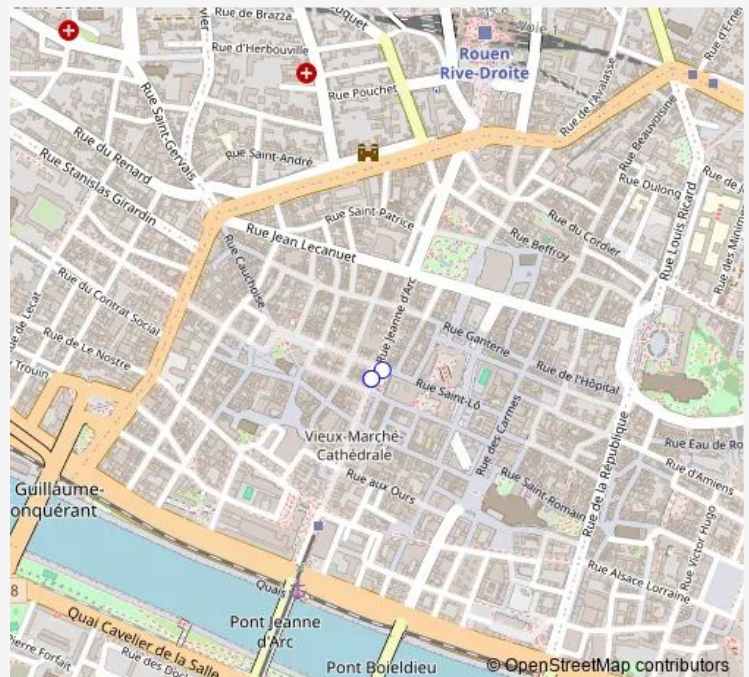 Rue de Brazza
Voie 1
Rue d'Herbouville
Rouen
Rive-Droite
Rue Pouchet
Rue de l'Avalasse
Rue Saint-Gervais
Rue Beauvoisine
Rue du Renard
Rue Saint-André
Rue Stanislas Girardin
Rue Dulong
Rue Louis Ricard
Rue Saint-Patrice
Rue du Cordier
Rue Beffroy
Rue Jean Lecanuet
Rue Cauchoise
Rue du Contrat Social
Rue Jeanne d'Arc
Rue Ganterie
Rue de Le Nostre
Rue de l'Hôpital
Rue Saint-Lô
Rue des Carmes
Vieux-Marché-
Cathédrale
Rue aux Ours
Rue Saint-Romain
Rue de la République
Rue d'Amiens
Guillaume-
Rue Victor Hugo
Rue Alsace Lorraine
Quais
8
Pont Jeanne
d'Arc
Quai Cavelier de la Salle
Pont Boieldieu
© OpenStreetMap contributors